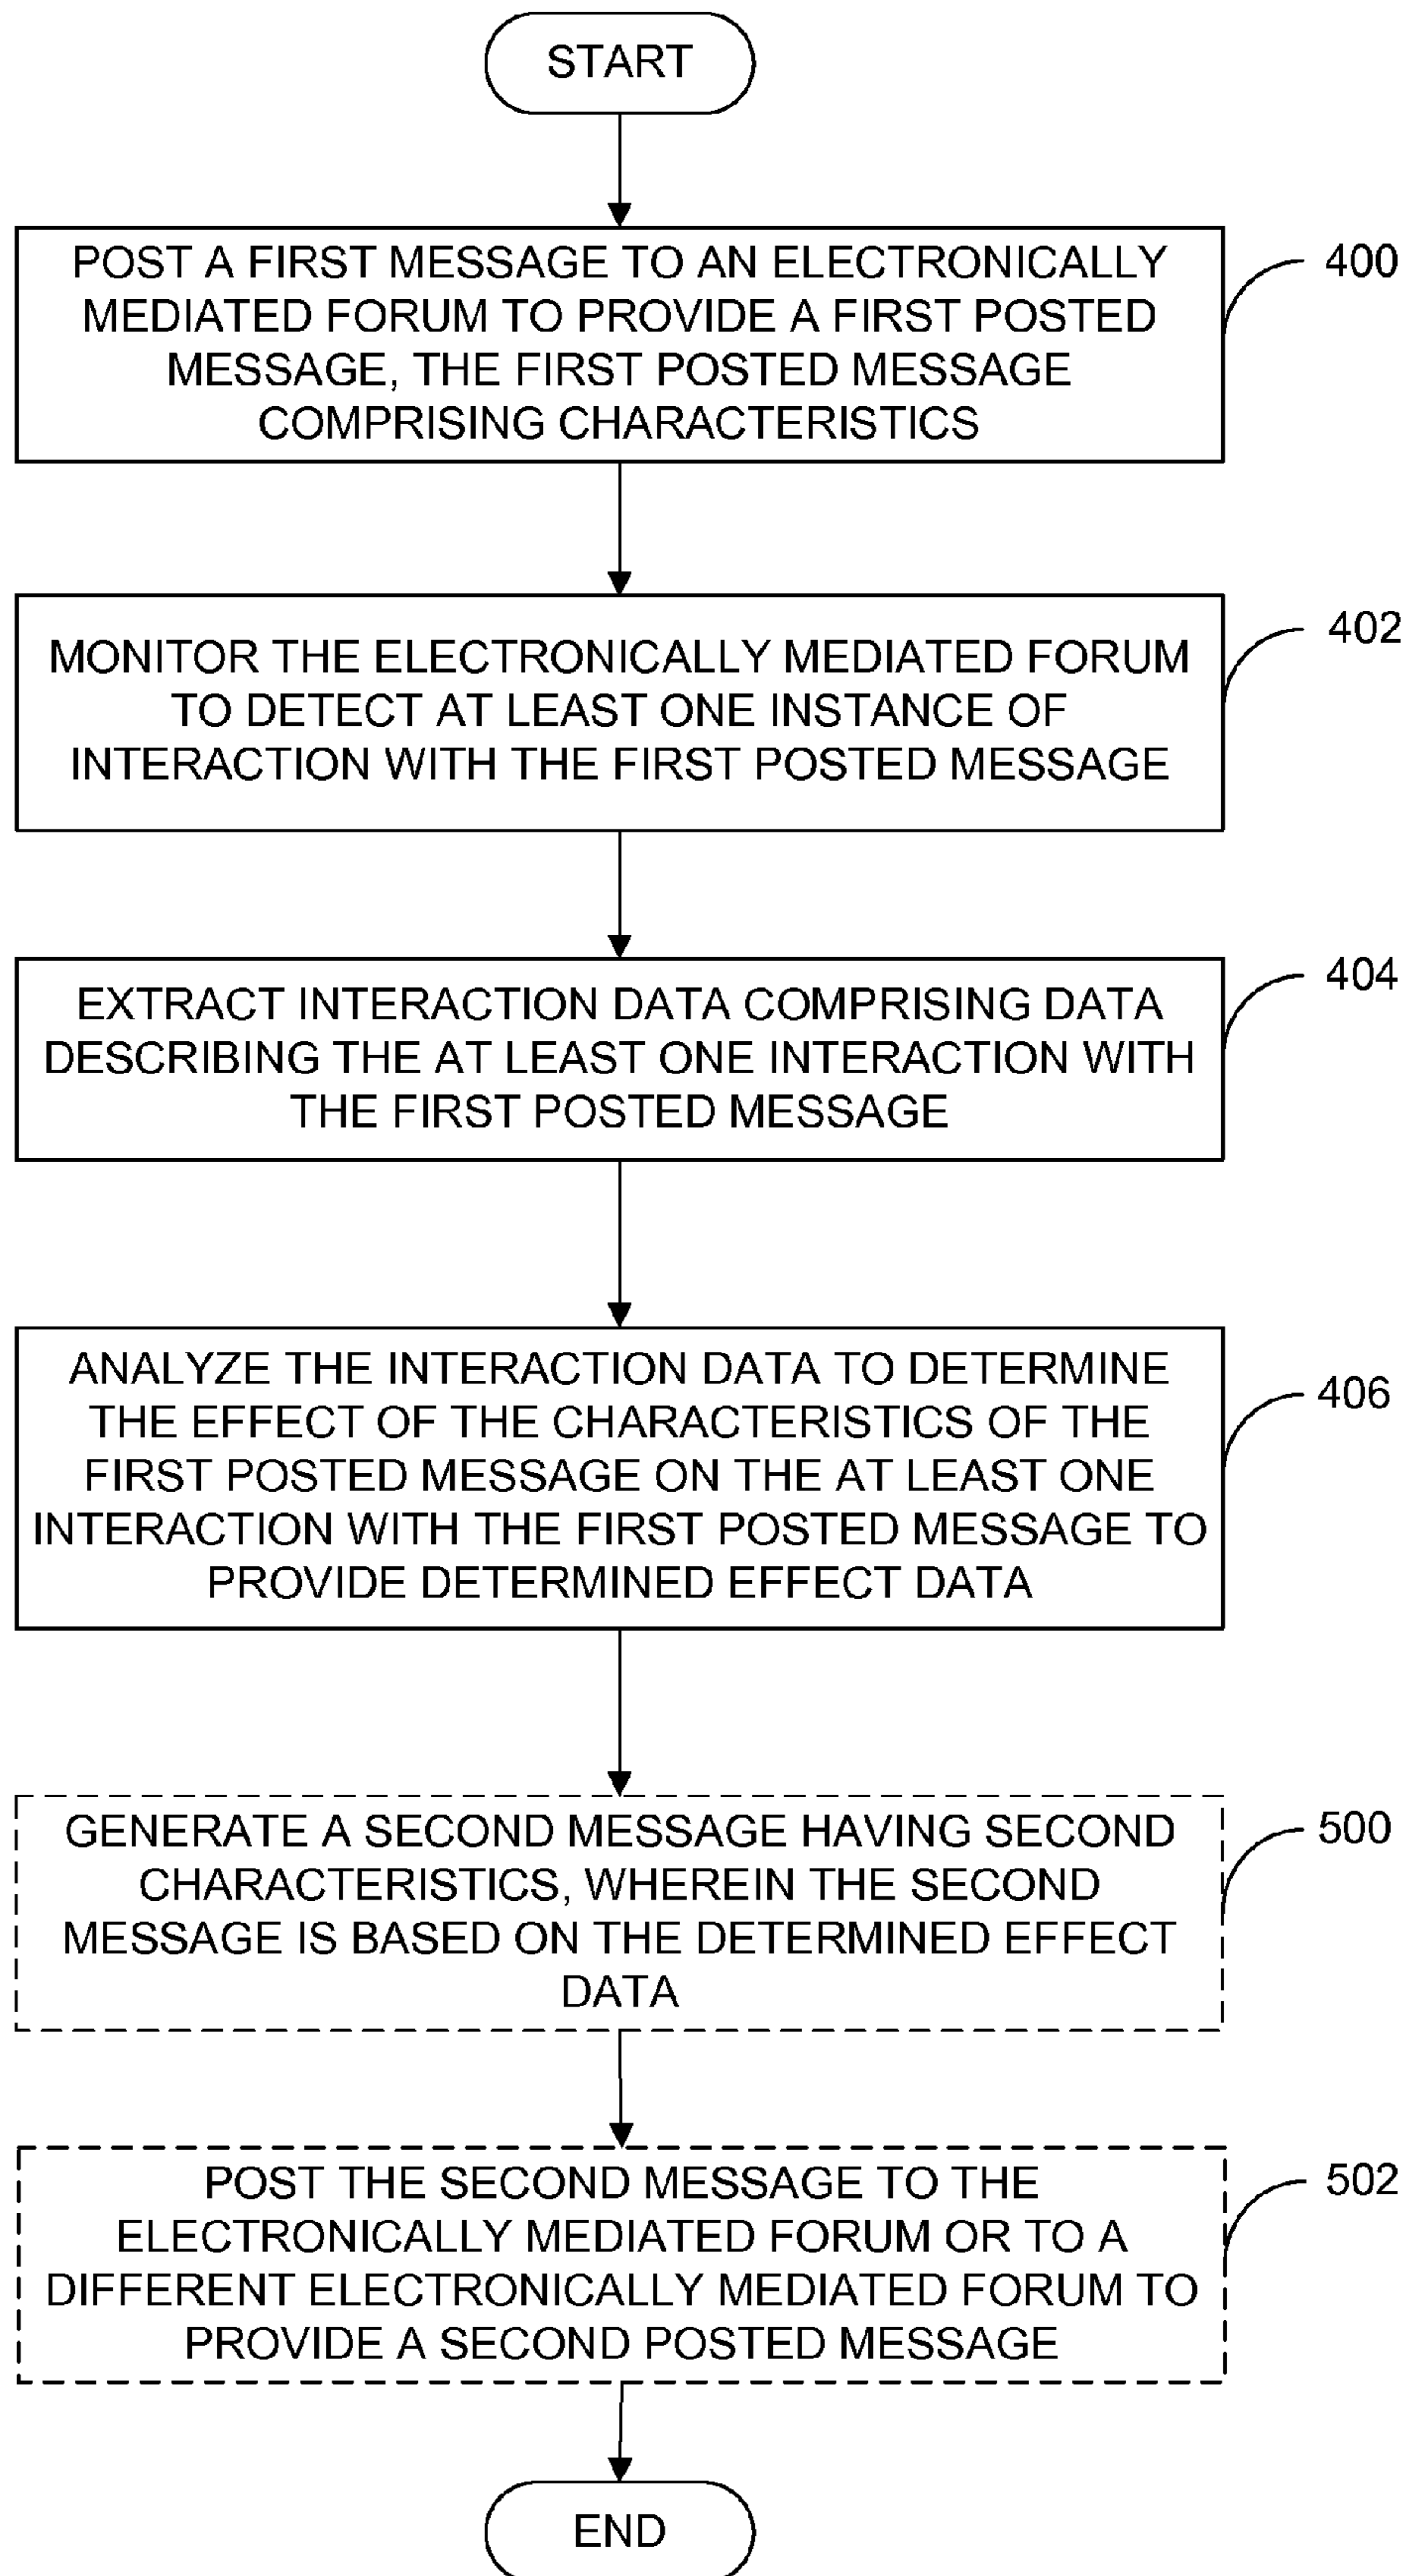 START
POST A FIRST MESSAGE TO AN ELECTRONICALLY
MEDIATED FORUM TO PROVIDE A FIRST POSTED
MESSAGE, THE FIRST POSTED MESSAGE
COMPRISING CHARACTERISTICS
400
MONITOR THE ELECTRONICALLY MEDIATED FORUM
TO DETECT AT LEAST ONE INSTANCE OF
INTERACTION WITH THE FIRST POSTED MESSAGE
402
EXTRACT INTERACTION DATA COMPRISING DATA
DESCRIBING THE AT LEAST ONE INTERACTION WITH
THE FIRST POSTED MESSAGE
404
ANALYZE THE INTERACTION DATA TO DETERMINE
THE EFFECT OF THE CHARACTERISTICS OF THE
FIRST POSTED MESSAGE ON THE AT LEAST ONE
INTERACTION WITH THE FIRST POSTED MESSAGE TO
PROVIDE DETERMINED EFFECT DATA
406
GENERATE A SECOND MESSAGE HAVING SECOND
CHARACTERISTICS, WHEREIN THE SECOND
MESSAGE IS BASED ON THE DETERMINED EFFECT
DATA
500
POST THE SECOND MESSAGE TO THE
ELECTRONICALLY MEDIATED FORUM OR TO A
DIFFERENT ELECTRONICALLY MEDIATED FORUM TO
PROVIDE A SECOND POSTED MESSAGE
502
END